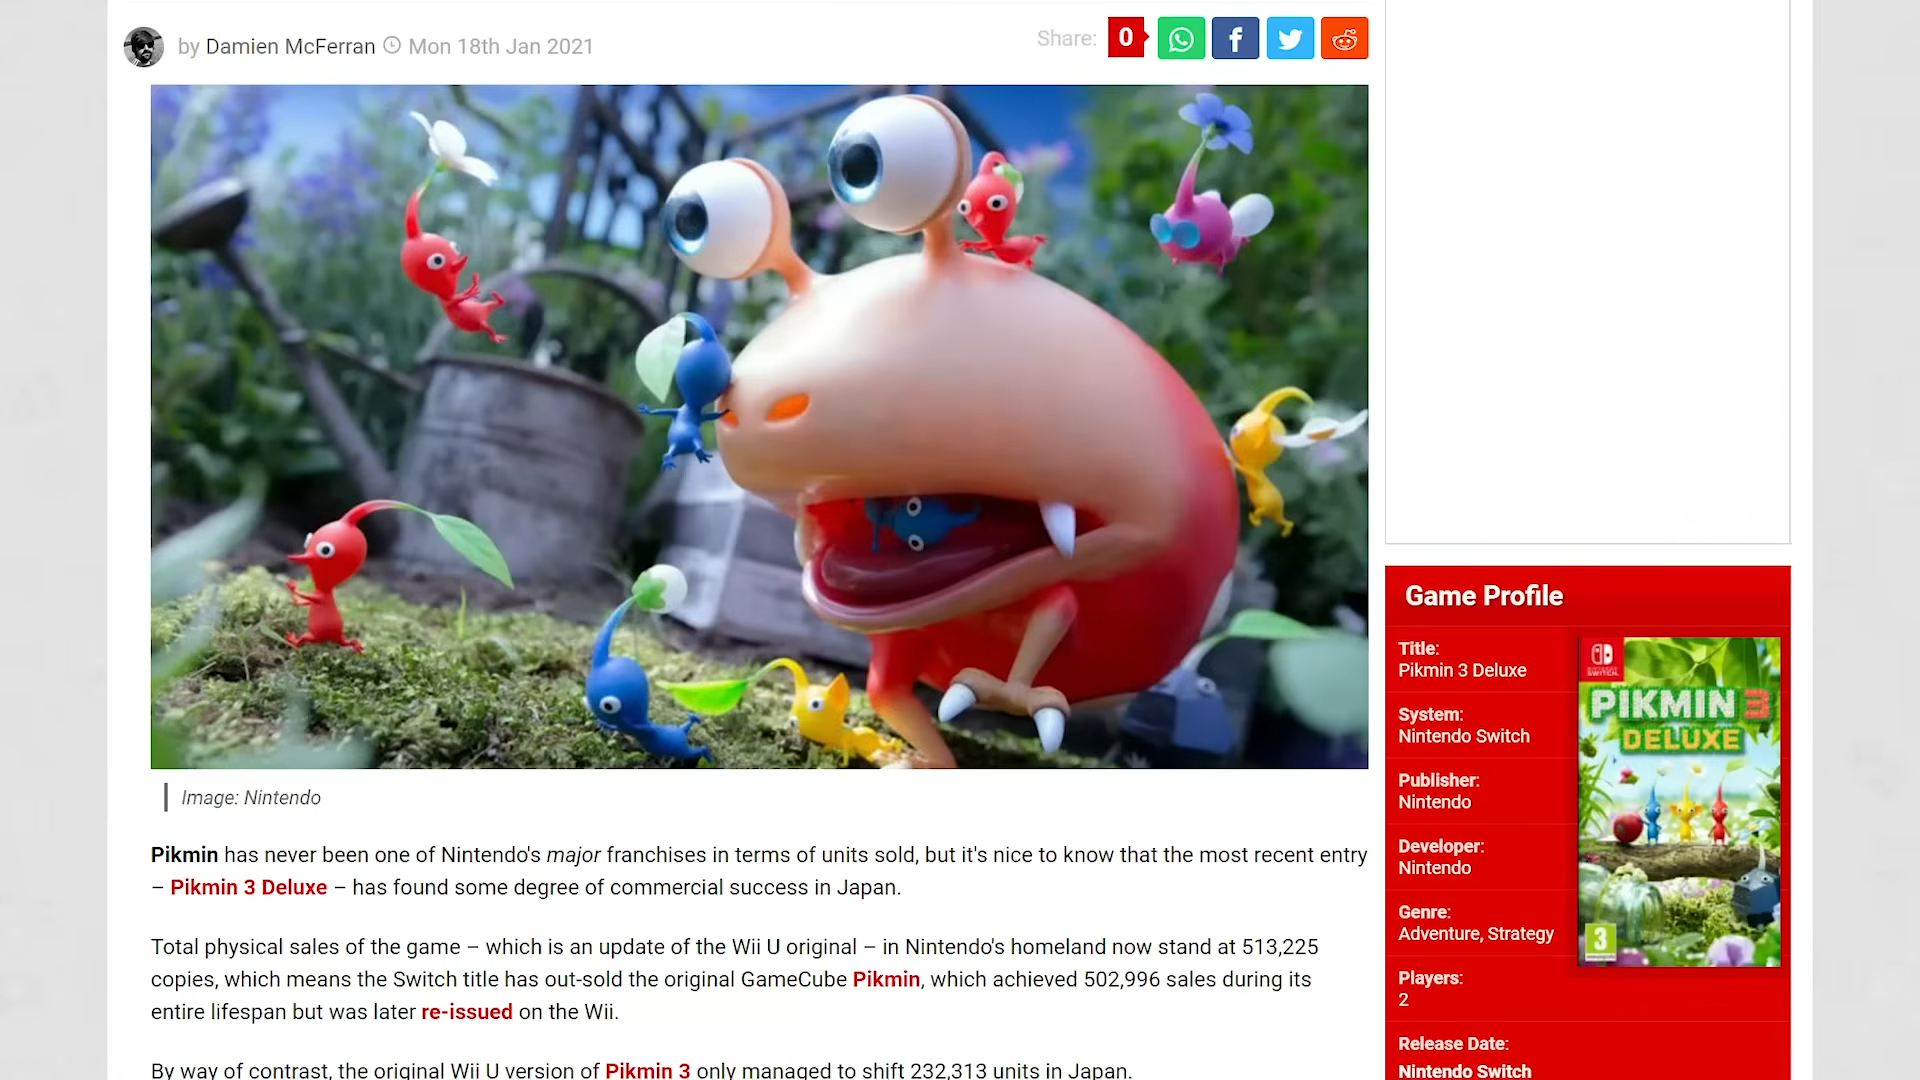 by Damien McFerran Mon 18th Jan 2021
Share: 0
Image: Nintendo
Pikmin has never been one of Nintendo's major franchises in terms of units sold, but it's nice to know that the most recent entry
– Pikmin 3 Deluxe – has found some degree of commercial success in Japan.
Total physical sales of the game – which is an update of the Wii U original – in Nintendo's homeland now stand at 513,225
copies, which means the Switch title has out-sold the original GameCube Pikmin, which achieved 502,996 sales during its
entire lifespan but was later re-issued on the Wii.
By way of contrast, the original Wii U version of Pikmin 3 only managed to shift 232,313 units in Japan.
Game Profile
Title:
Pikmin 3 Deluxe
System:
Nintendo Switch
Publisher:
Nintendo
Developer:
Nintendo
Genre:
Adventure, Strategy
Players:
2
Release Date:
Nintendo Switch
NINTENDO
SWITCH
PIKMIN 3
DELUXE
3